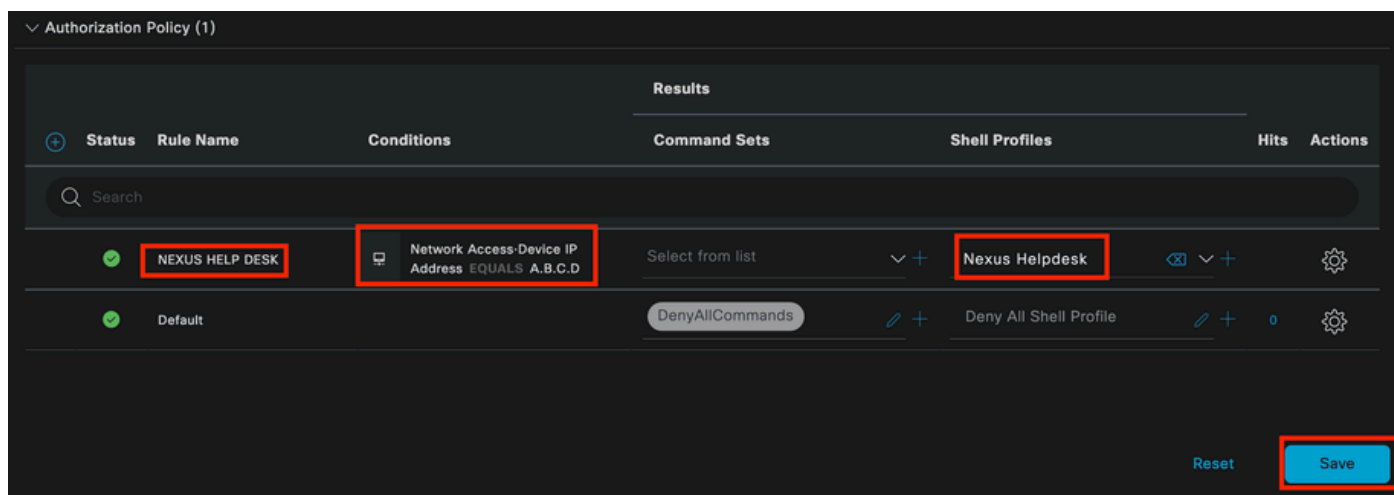 Authorization Policy (1)
Results
Status Rule Name Conditions Command Sets Shell Profiles Hits Actions
Search
NEXUS HELP DESK
Network Access·Device IP
Address EQUALS A.B.C.D
Select from list
Nexus Helpdesk
Default
DenyAllCommands
Deny All Shell Profile
0
Reset
Save